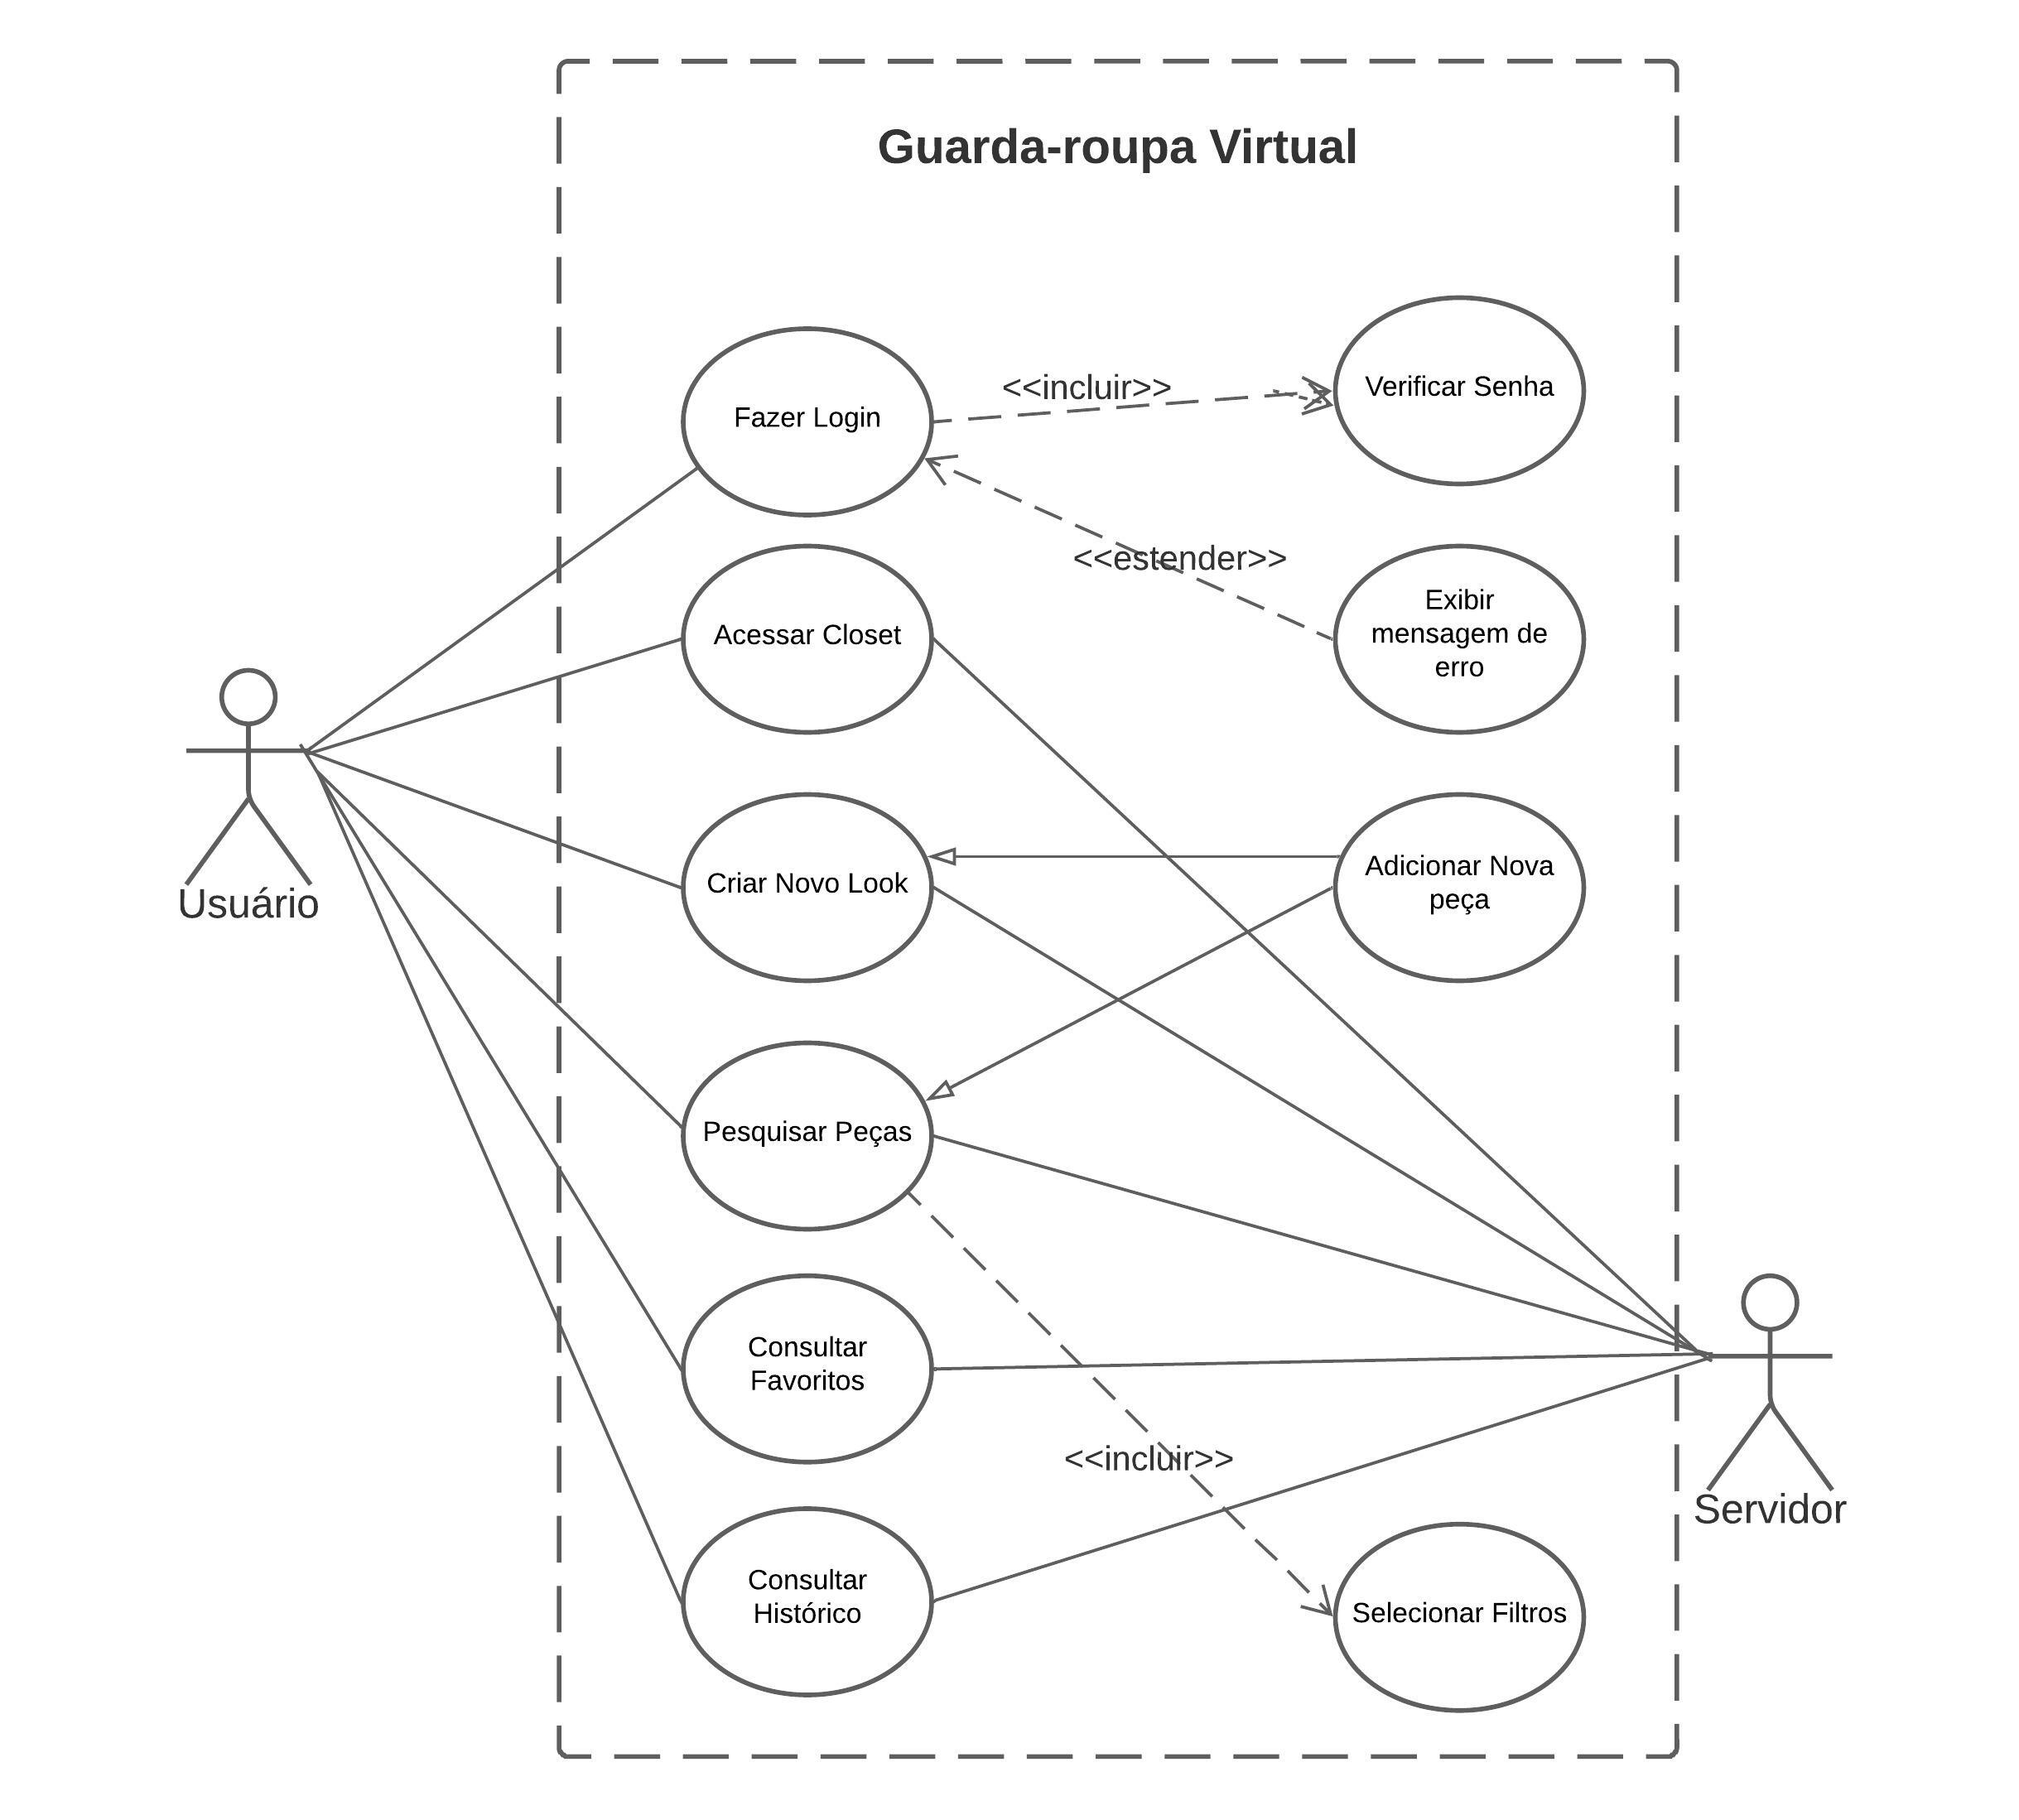 Guarda-roupa Virtual
Fazer Login
<<incluir>>
Verificar Senha
<<estender>>
Acessar Closet
Exibir
mensagem de
erro
Usuário
Criar Novo Look
Adicionar Nova
peça
Pesquisar Peças
Consultar
Favoritos
<<incluir>>
Servidor
Consultar
Histórico
Selecionar Filtros